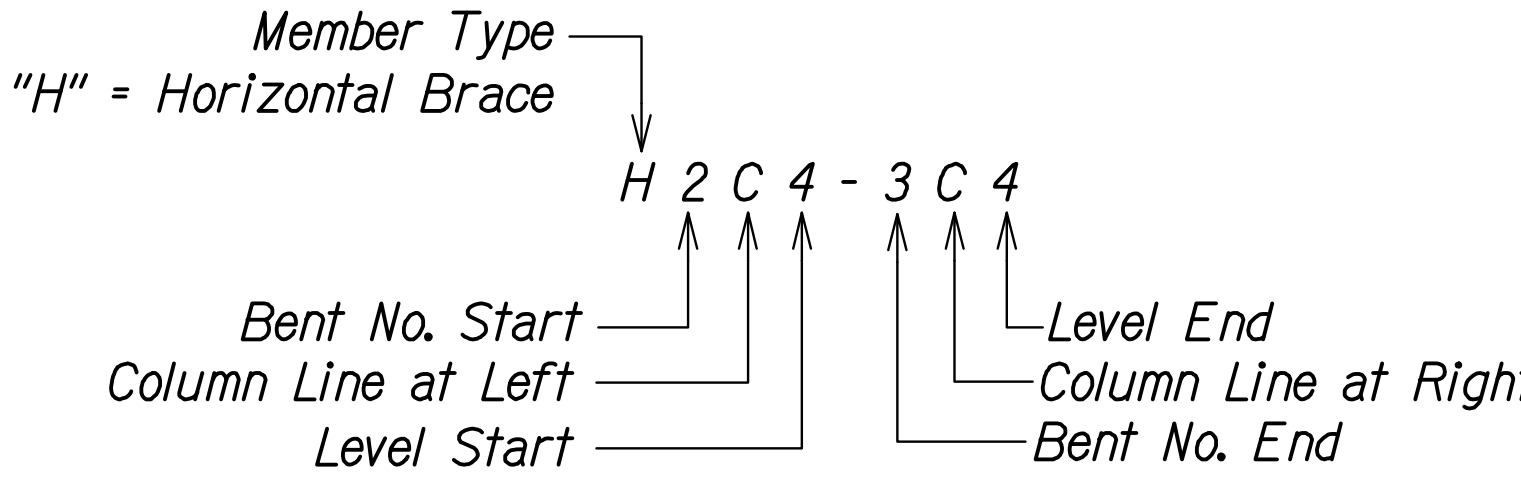 Member Type
"H" = Horizontal Brace
H 2 C 4 - 3 C 4
Bent No. Start
Level End
Column Line at Left
Column Line at Right
Level Start
Bent No. End